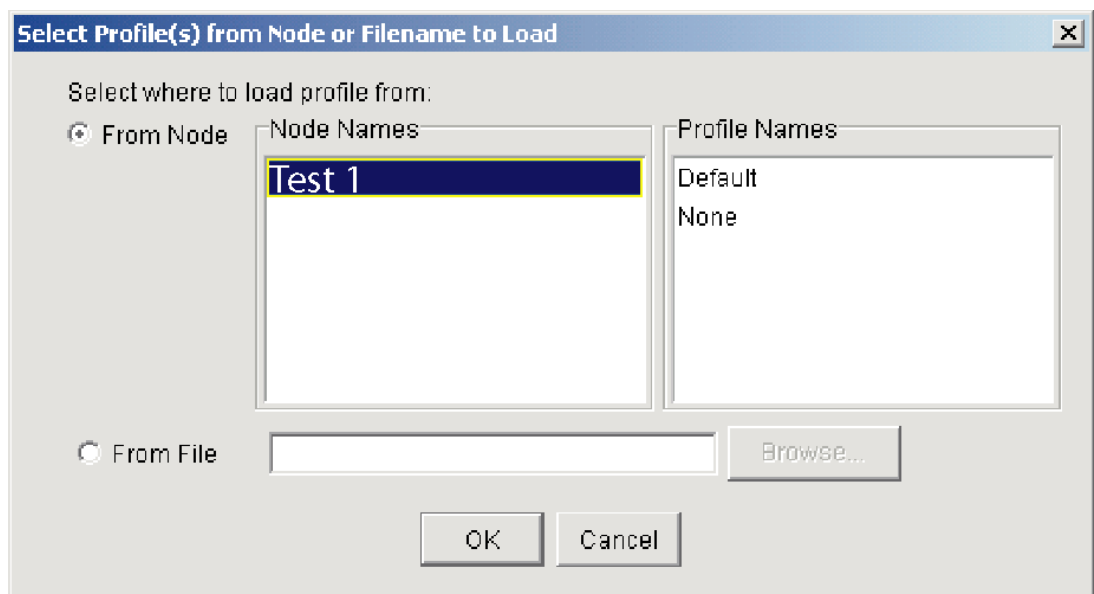 Select Profile(s) from Node or Filename to Load
Select where to load profile from:
From Node
Node Names
Test 1
Profile Names
Default
None
From File
Browse...
OK
Cancel